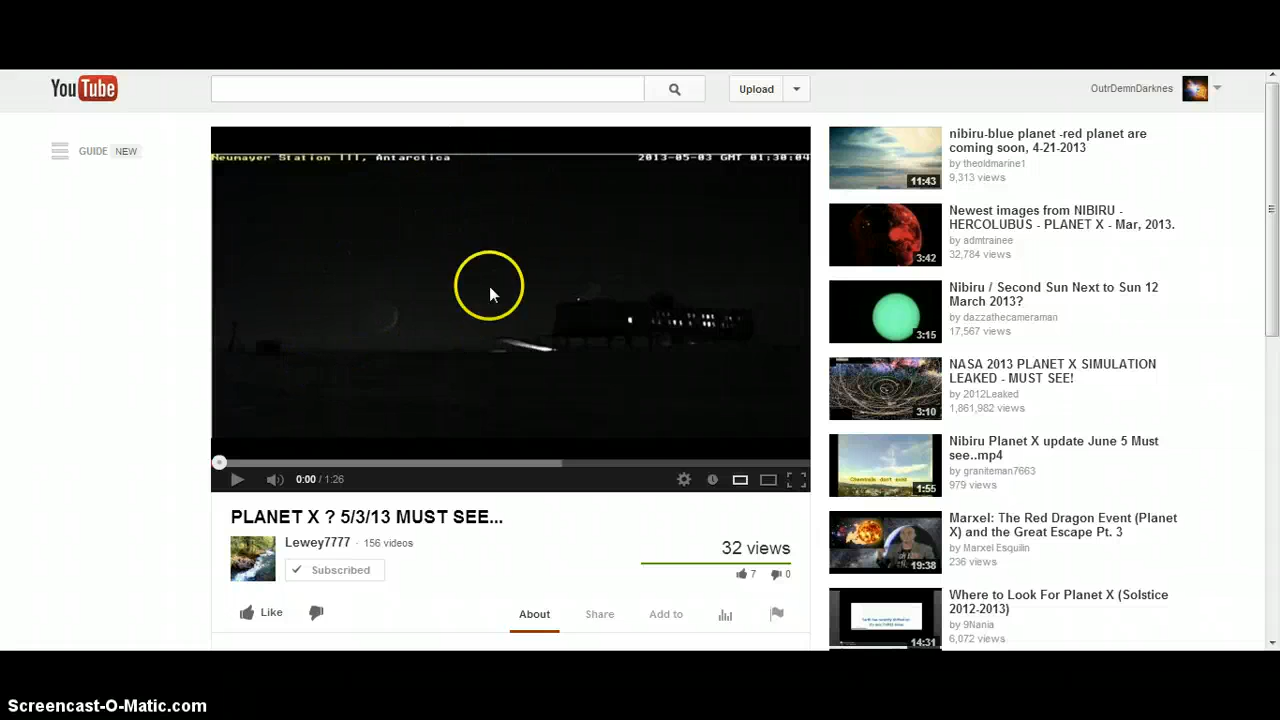 YouTube
Upload
OutrDemnDarknes
GUIDE NEW
Neumayer Station III, Antarctica 2013-05-03 GMT 01:30:04
0:00 / 1:26
PLANET X ? 5/3/13 MUST SEE...
Lewey7777 · 156 videos
Subscribed
32 views
7 0
Like
About Share Add to
nibiru-blue planet -red planet are
coming soon, 4-21-2013
by theoldmarine1
9,313 views
11:43
Newest images from NIBIRU -
HERCOLUBUS - PLANET X - Mar, 2013.
by admtrainee
32,784 views
3:42
Nibiru / Second Sun Next to Sun 12
March 2013?
by dazzathecameraman
17,567 views
3:15
NASA 2013 PLANET X SIMULATION
LEAKED - MUST SEE!
by 2012Leaked
1,861,982 views
3:10
Nibiru Planet X update June 5 Must
see..mp4
by graniteman7663
979 views
1:55
Marxel: The Red Dragon Event (Planet
X) and the Great Escape Pt. 3
by Marxel Esquilin
236 views
19:38
Where to Look For Planet X (Solstice
2012-2013)
by 9Nania
6,072 views
14:31
Screencast-O-Matic.com